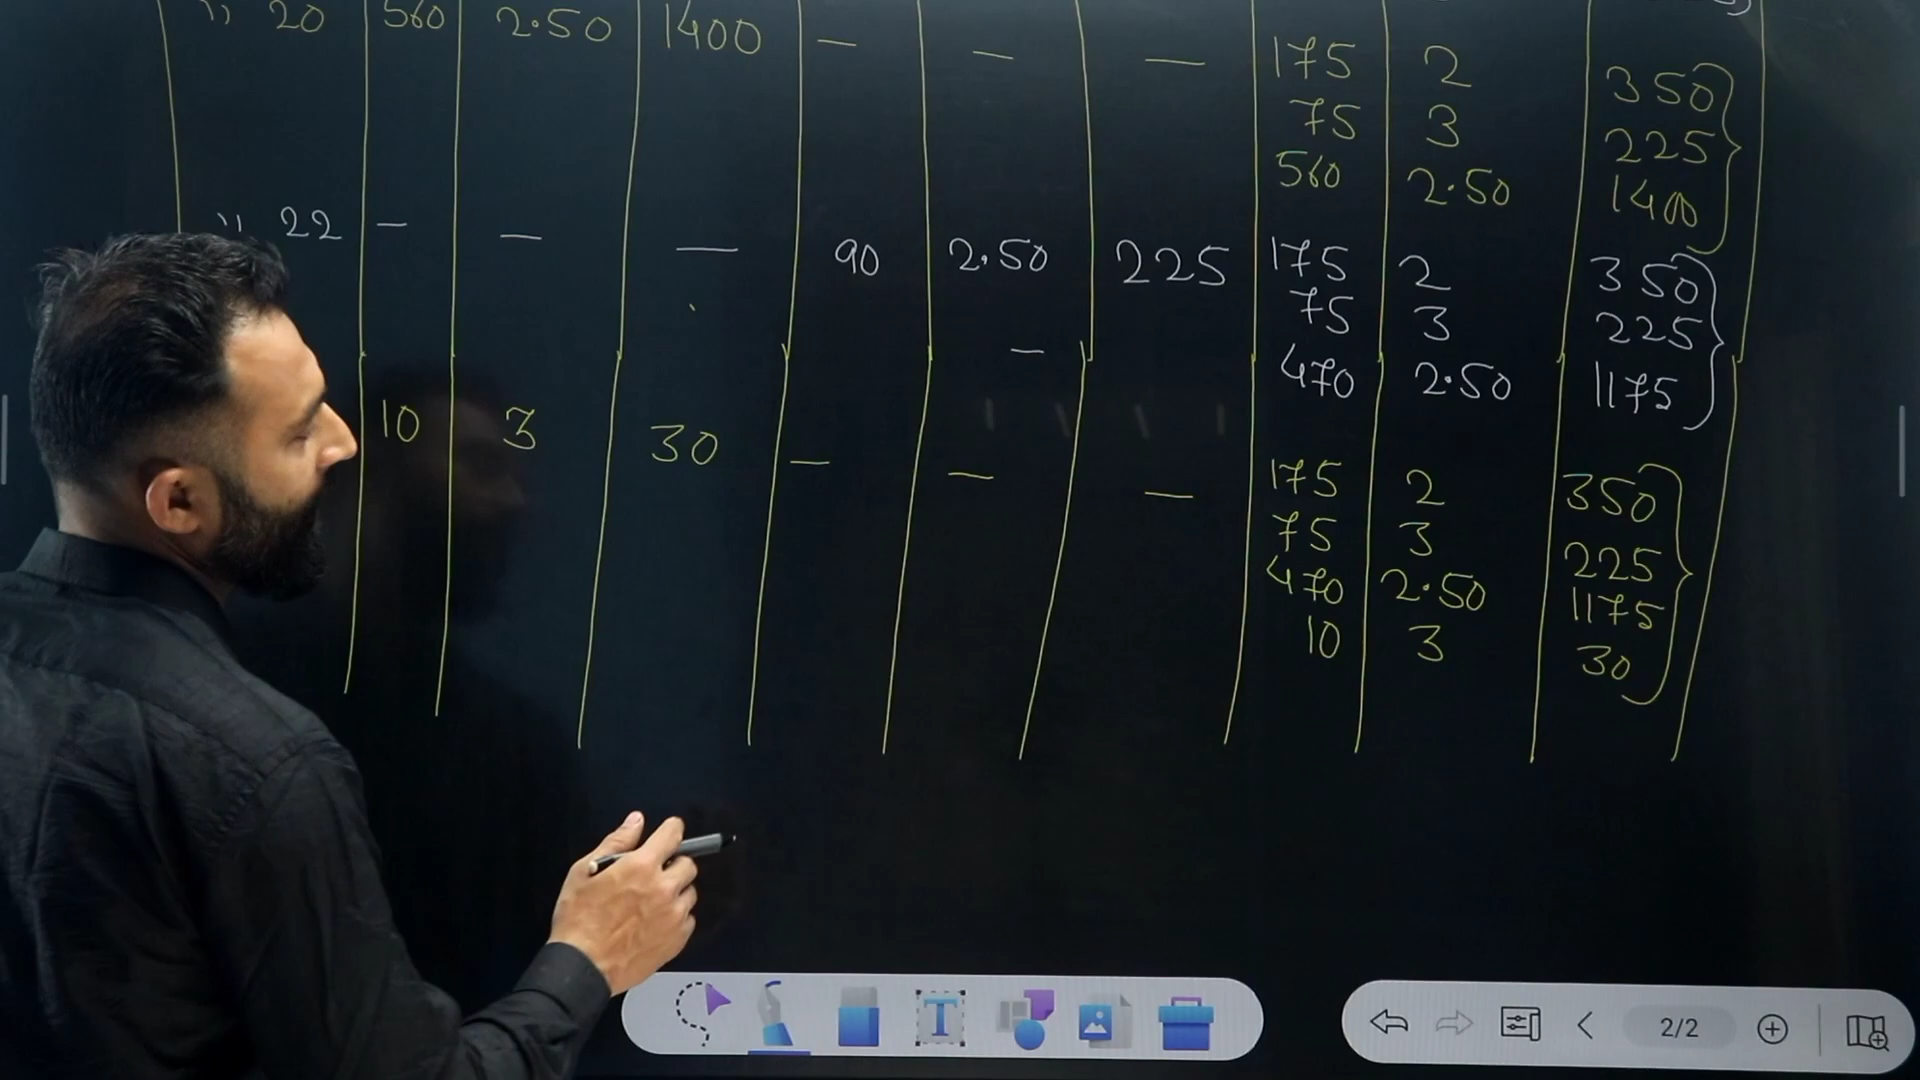 " 20 560 2.50 1400 — — — 175 2 350
75 3 225
560 2.50 1400
" 22 — — — 90 2.50 225 175 2 350
75 3 225
— 470 2.50 1175
10 3 30 — — — 175 2 350
75 3 225
470 2.50 1175
10 3 30
T
2/2